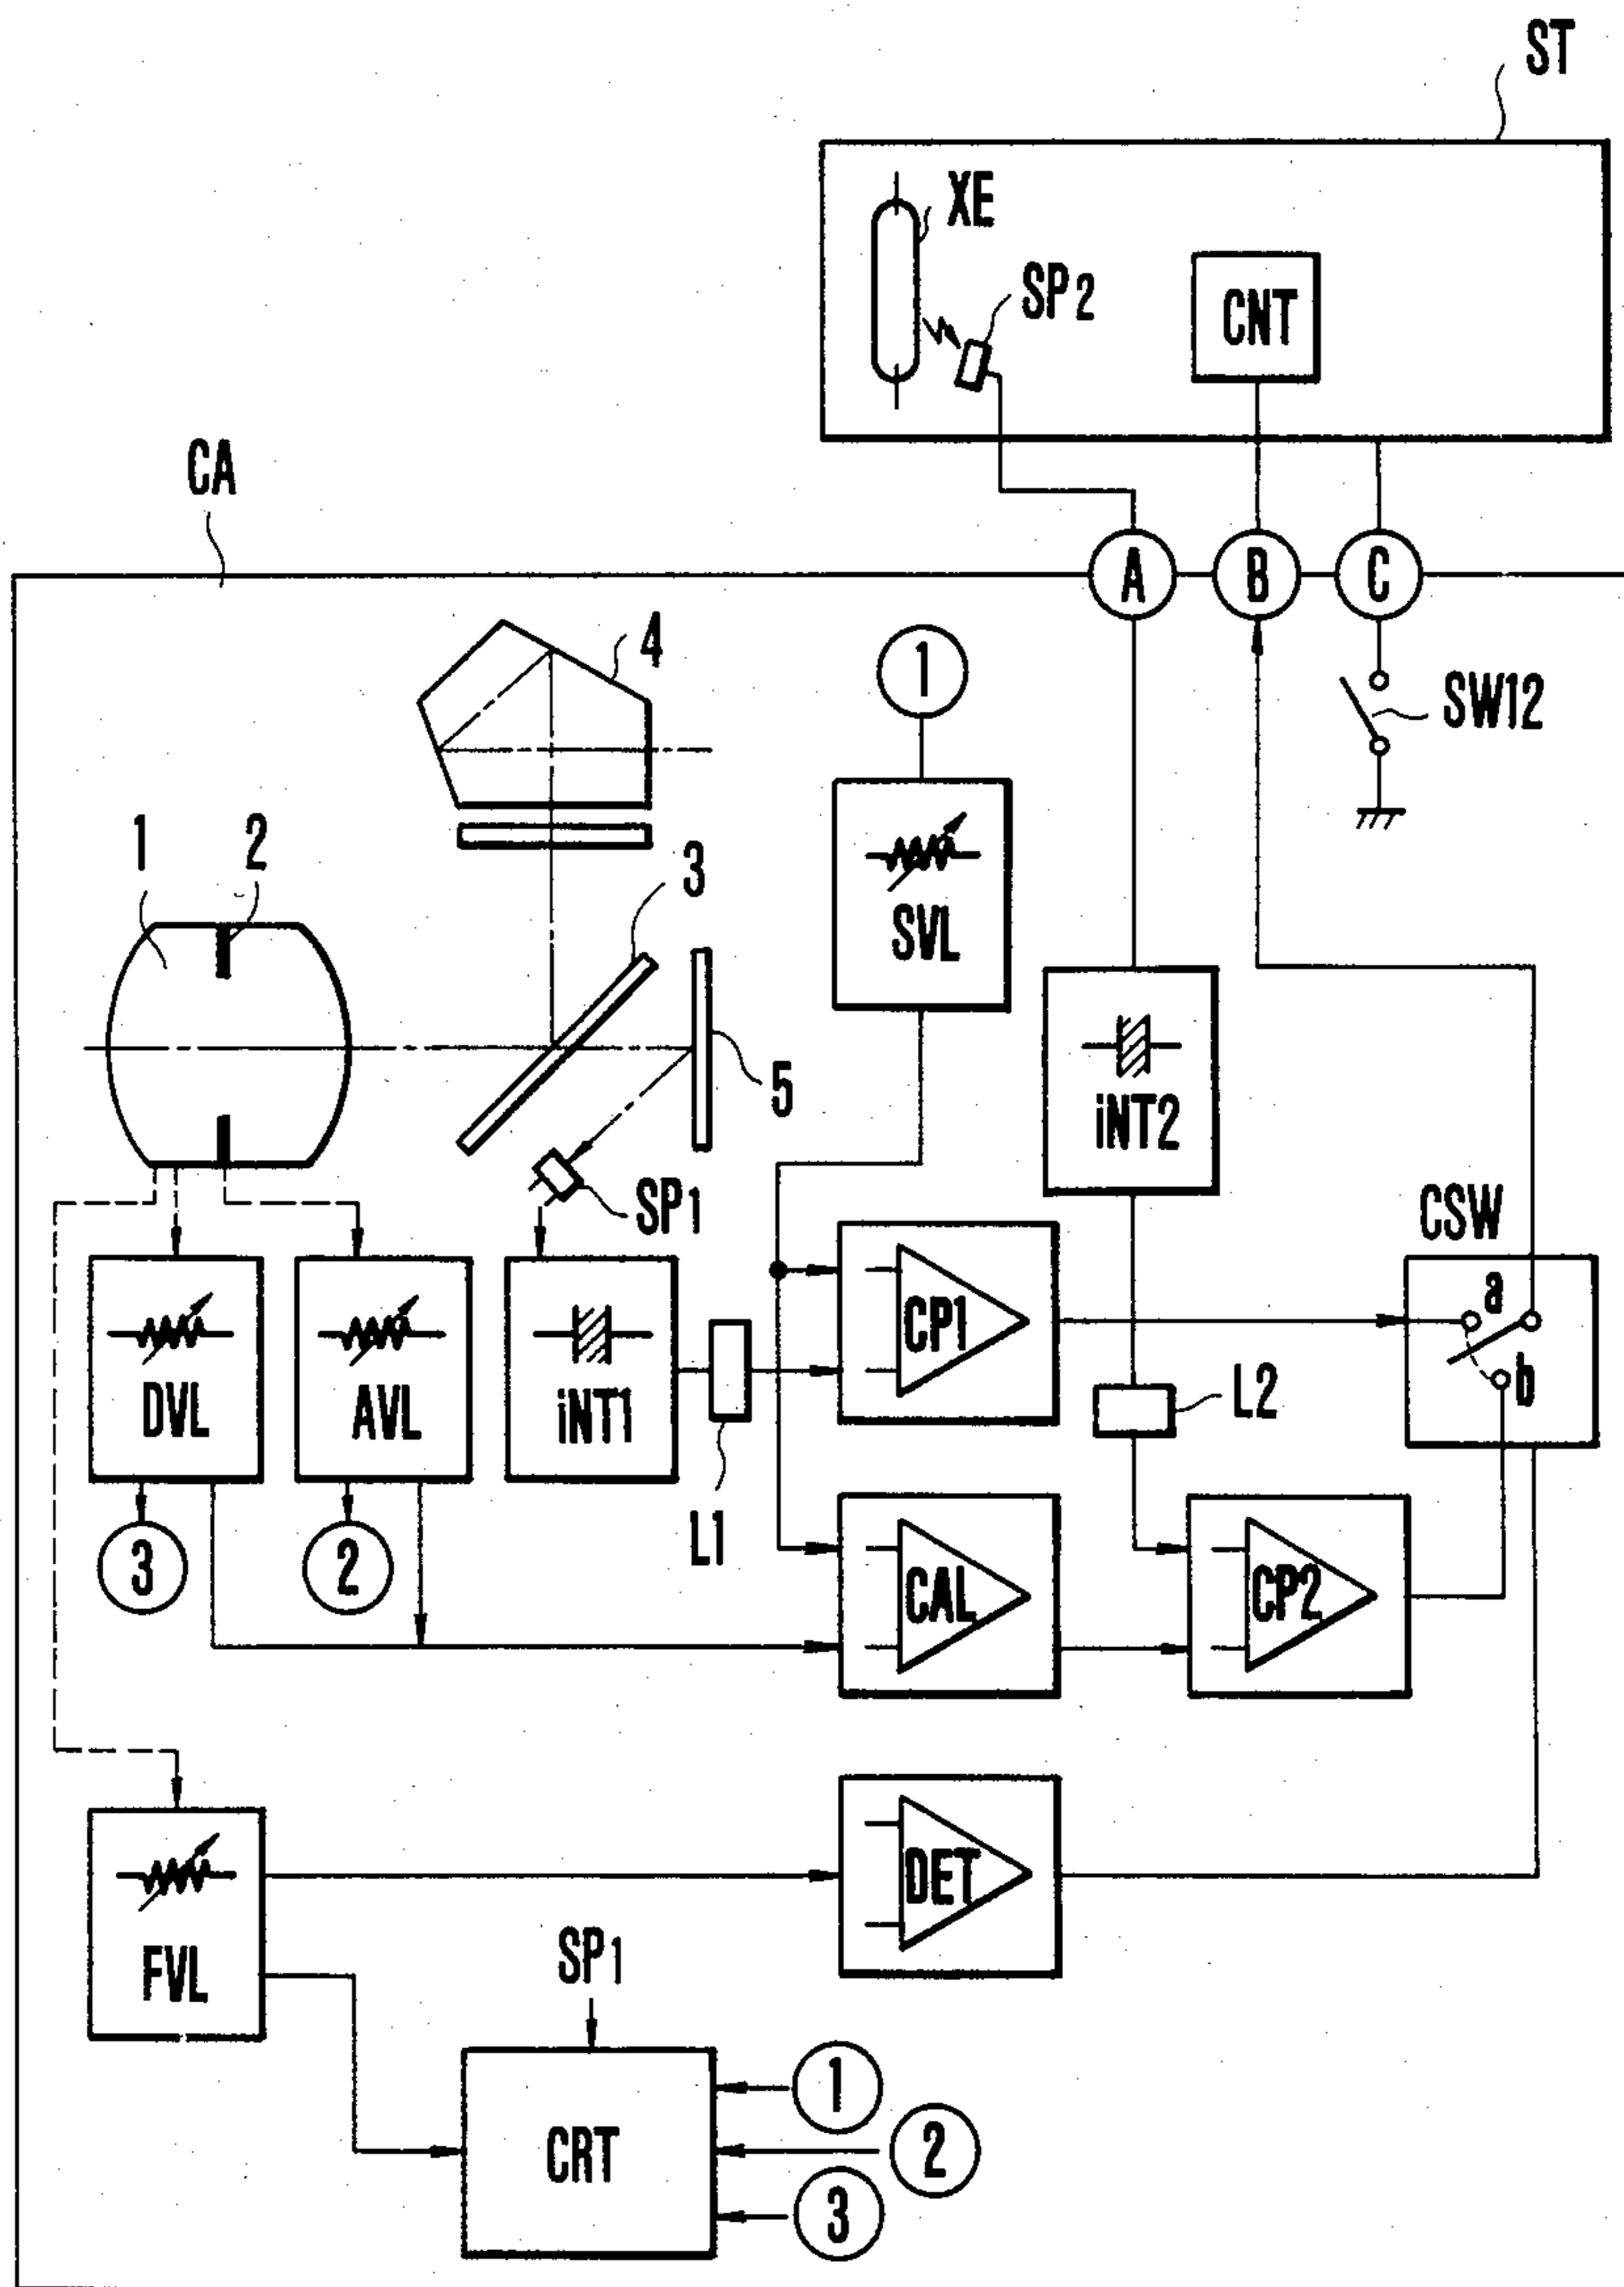 ST
XE
SP2
CNT
CA
A
B
C
4
1
SW12
1
2
3
SVL
5
iNT2
SP1
CSW
a
CP1
b
DVL
AVL
iNT1
L2
L1
3
2
CAL
CP2
DET
FVL
SP1
1
CRT
2
3